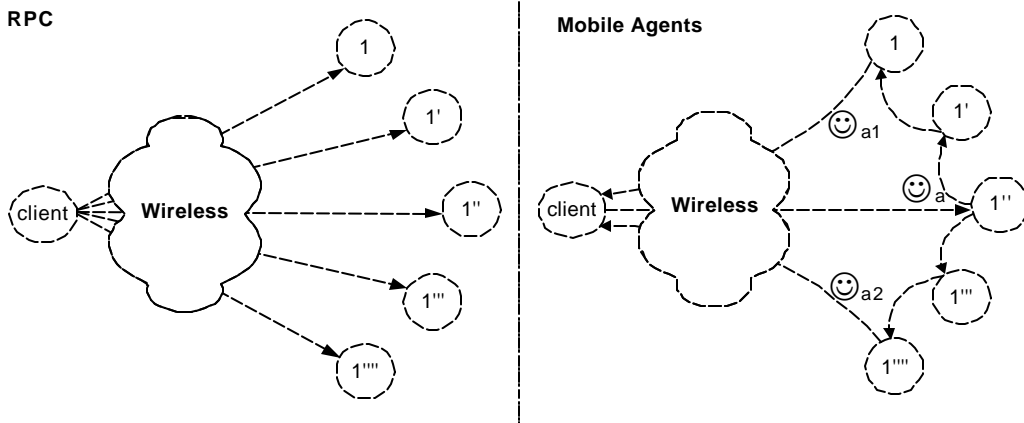 RPC
1
1'
client
Wireless
1''
1'''
1''''
Mobile Agents
1
a1
1'
a
client
Wireless
1''
1'''
a2
1''''